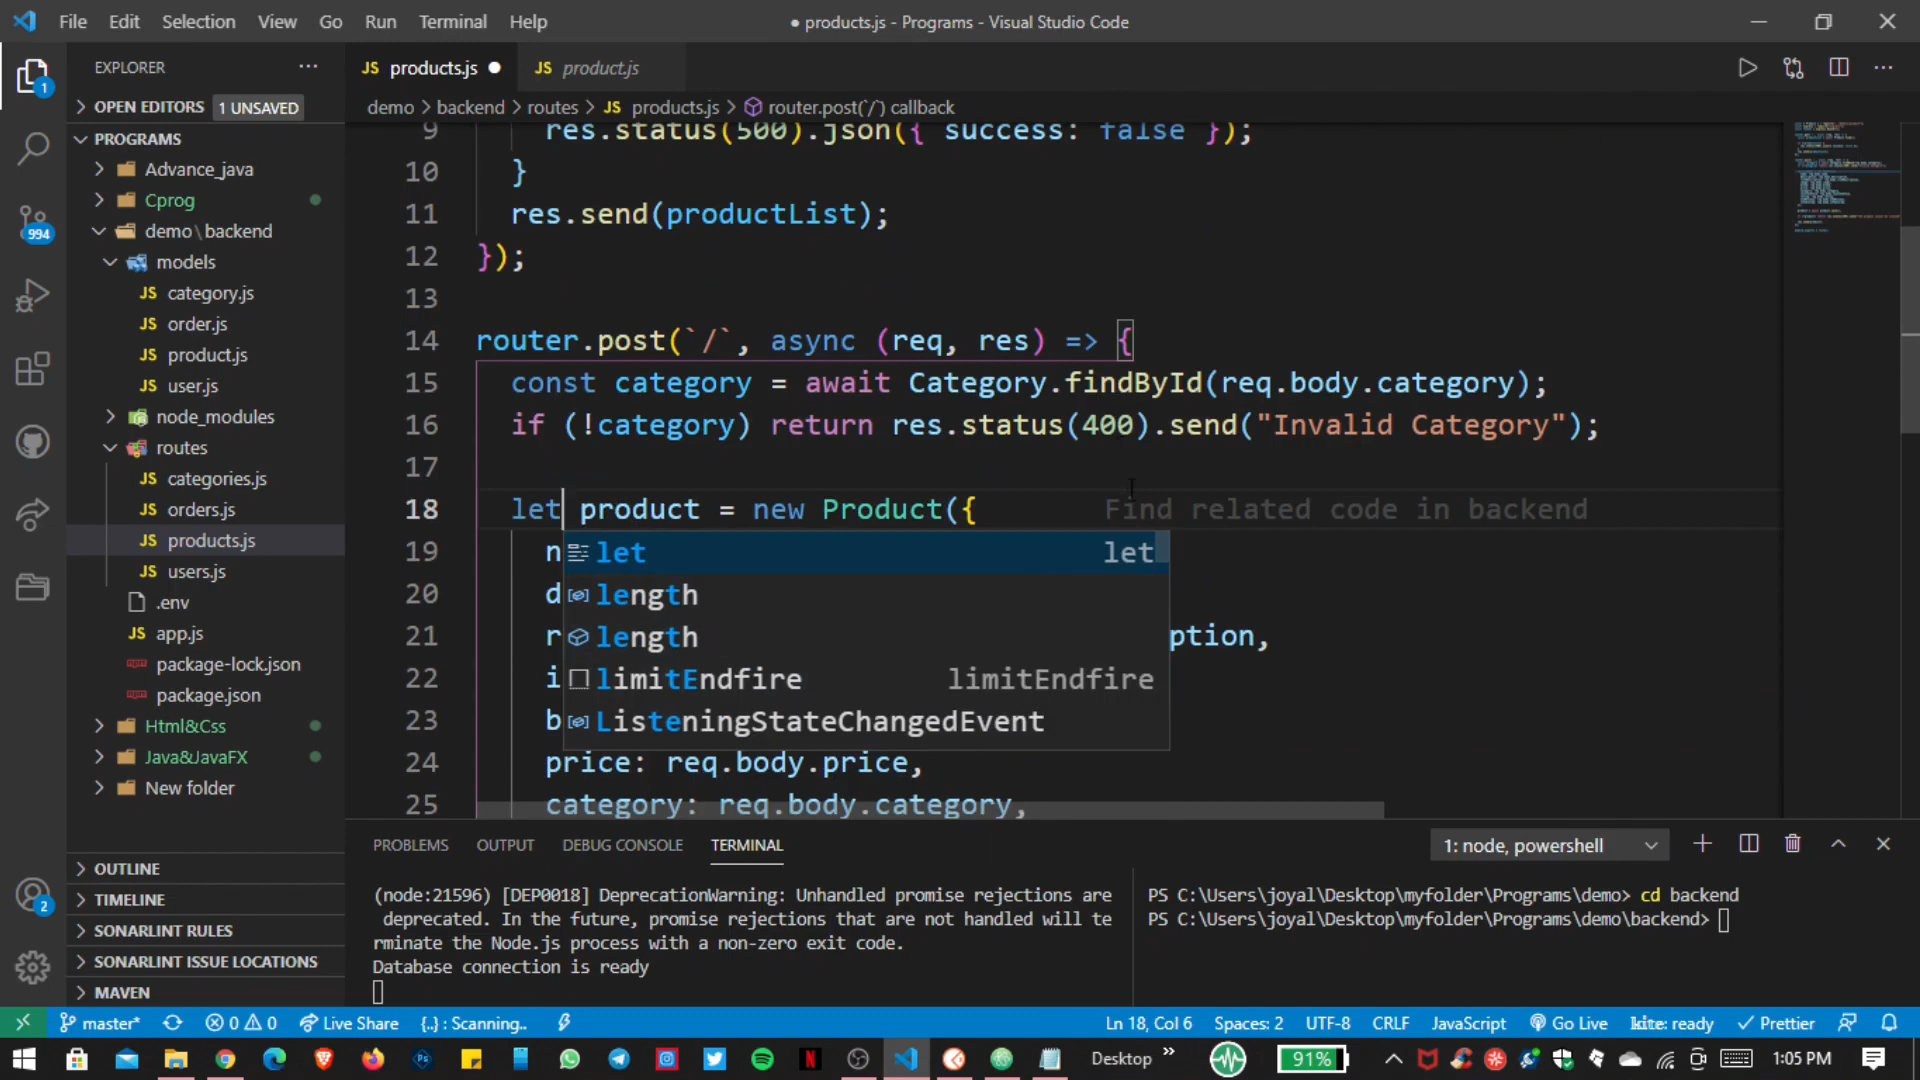 File Edit Selection View Go Run Terminal Help
● products.js - Programs - Visual Studio Code
EXPLORER
OPEN EDITORS 1 UNSAVED
PROGRAMS
Advance_java
Cprog
demo\backend
models
category.js
order.js
product.js
user.js
node_modules
routes
categories.js
orders.js
products.js
users.js
.env
app.js
package-lock.json
package.json
Html&Css
Java&JavaFX
New folder
OUTLINE
TIMELINE
SONARLINT RULES
SONARLINT ISSUE LOCATIONS
MAVEN
1
994
2
JS products.js ● JS product.js
demo > backend > routes > JS products.js > router.post(`/`) callback
9 res.status(500).json({ success: false });
10 }
11 res.send(productList);
12 });
13
14 router.post(`/`, async (req, res) => {
15 const category = await Category.findById(req.body.category);
16 if (!category) return res.status(400).send("Invalid Category");
17
18 let product = new Product({ Find related code in backend
19 n
let let
20 d
length
21 r ption,
length
22 i
limitEndfire limitEndfire
23 b
ListeningStateChangedEvent
24 price: req.body.price,
25 category: req.body.category,
PROBLEMS OUTPUT DEBUG CONSOLE TERMINAL
1: node, powershell
(node:21596) [DEP0018] DeprecationWarning: Unhandled promise rejections are
deprecated. In the future, promise rejections that are not handled will te
rminate the Node.js process with a non-zero exit code.
Database connection is ready
PS C:\Users\joyal\Desktop\myfolder\Programs\demo> cd backend
PS C:\Users\joyal\Desktop\myfolder\Programs\demo\backend>
master* 0 0 Live Share {..} : Scanning.. Ln 18, Col 6 Spaces: 2 UTF-8 CRLF JavaScript Go Live kite: ready Prettier
Desktop » 91% 1:05 PM